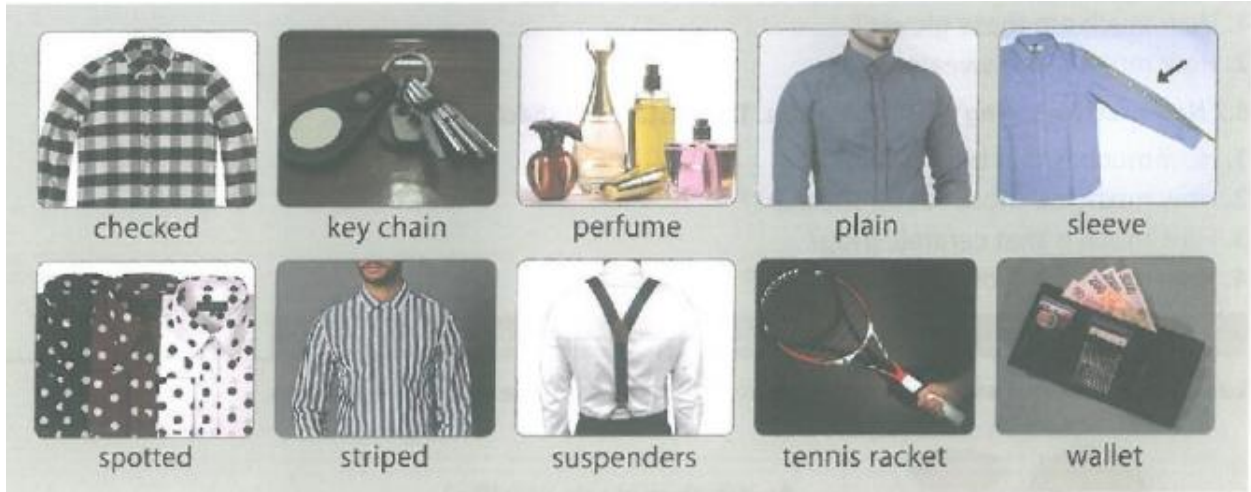 checked key chain perfume plain sleeve
spotted striped suspenders tennis racket wallet